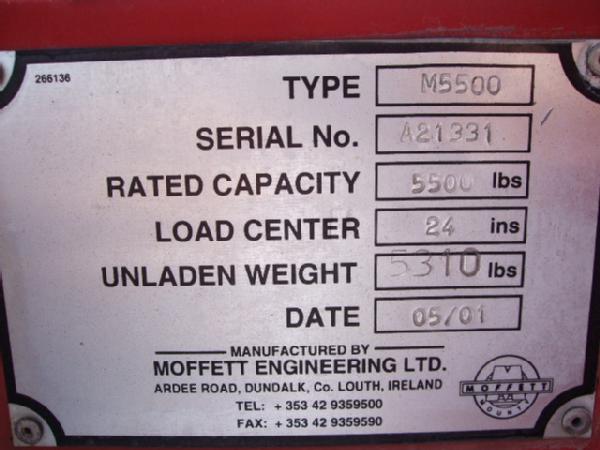 266136
TYPE M5500
SERIAL No. A21331
RATED CAPACITY 5500 lbs
LOAD CENTER 24 ins
UNLADEN WEIGHT 5310 lbs
DATE 05/01
MANUFACTURED BY
MOFFETT ENGINEERING LTD.
ARDEE ROAD, DUNDALK, Co. LOUTH, IRELAND
TEL: +353 42 9359500
FAX: +353 42 9359590
MOFFETT
MOUNTY